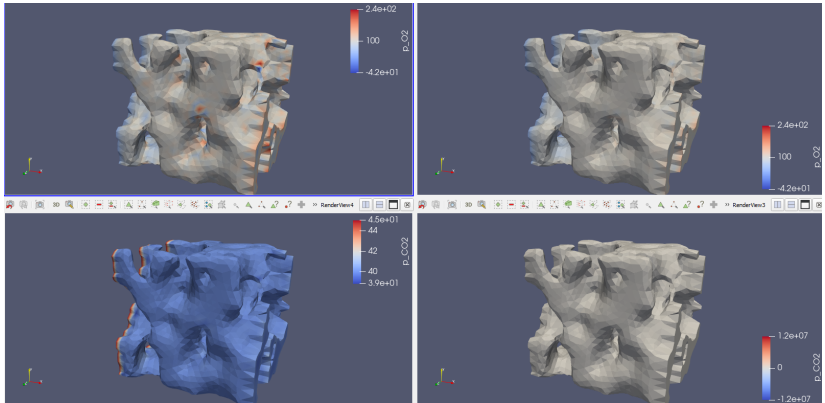 2.4e+02
100
-4.2e+01
p_O2
2.4e+02
100
-4.2e+01
p_O2
3D
RenderView4
3D
RenderView3
4.5e+01
44
42
40
3.9e+01
p_CO2
1.2e+07
0
-1.2e+07
p_CO2